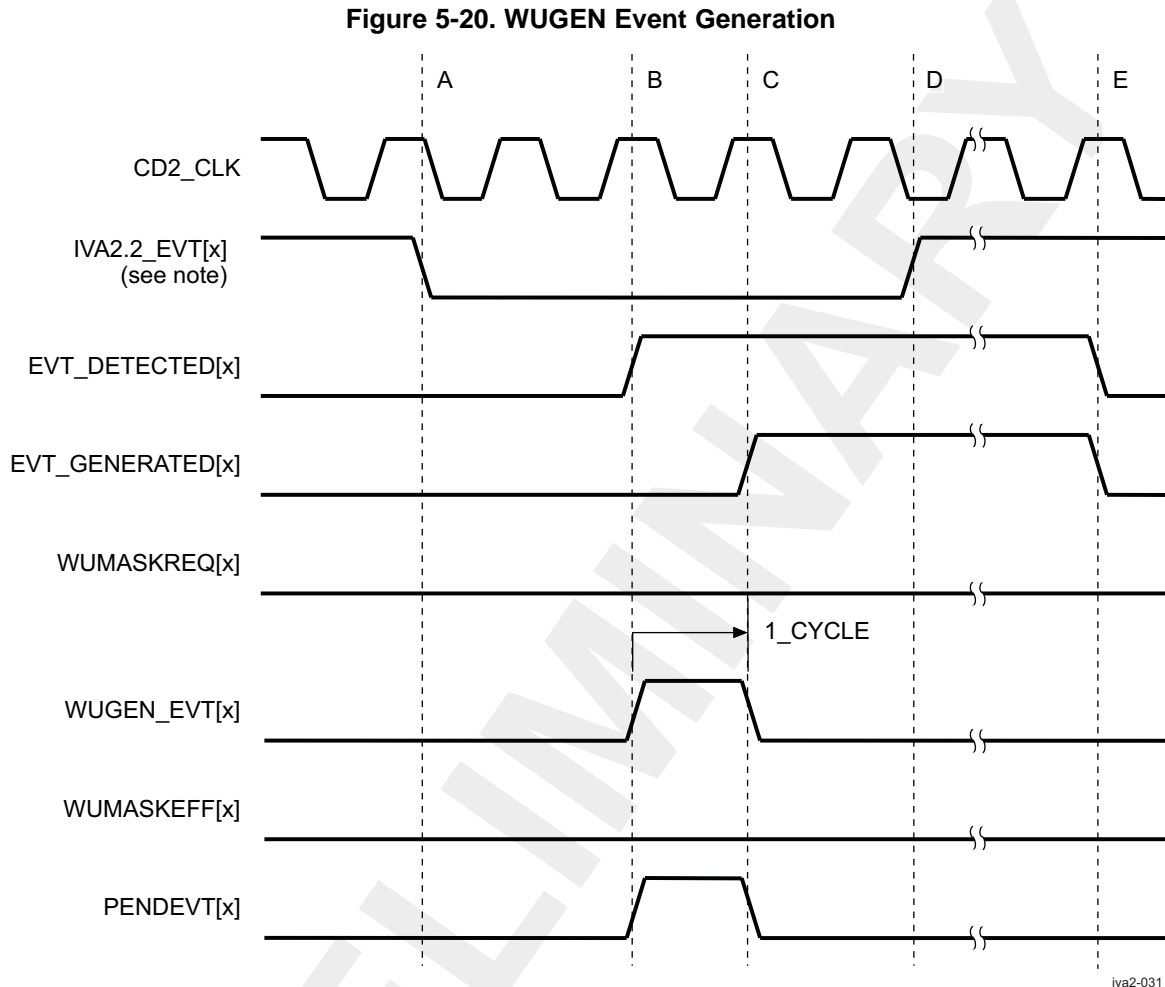 Figure 5-20. WUGEN Event Generation
A
B
C
D
E
CD2_CLK
IVA2.2_EVT[x]
(see note)
EVT_DETECTED[x]
EVT_GENERATED[x]
WUMASKREQ[x]
1_CYCLE
WUGEN_EVT[x]
WUMASKEFF[x]
PENDEVT[x]
iva2-031
ELIMINARY